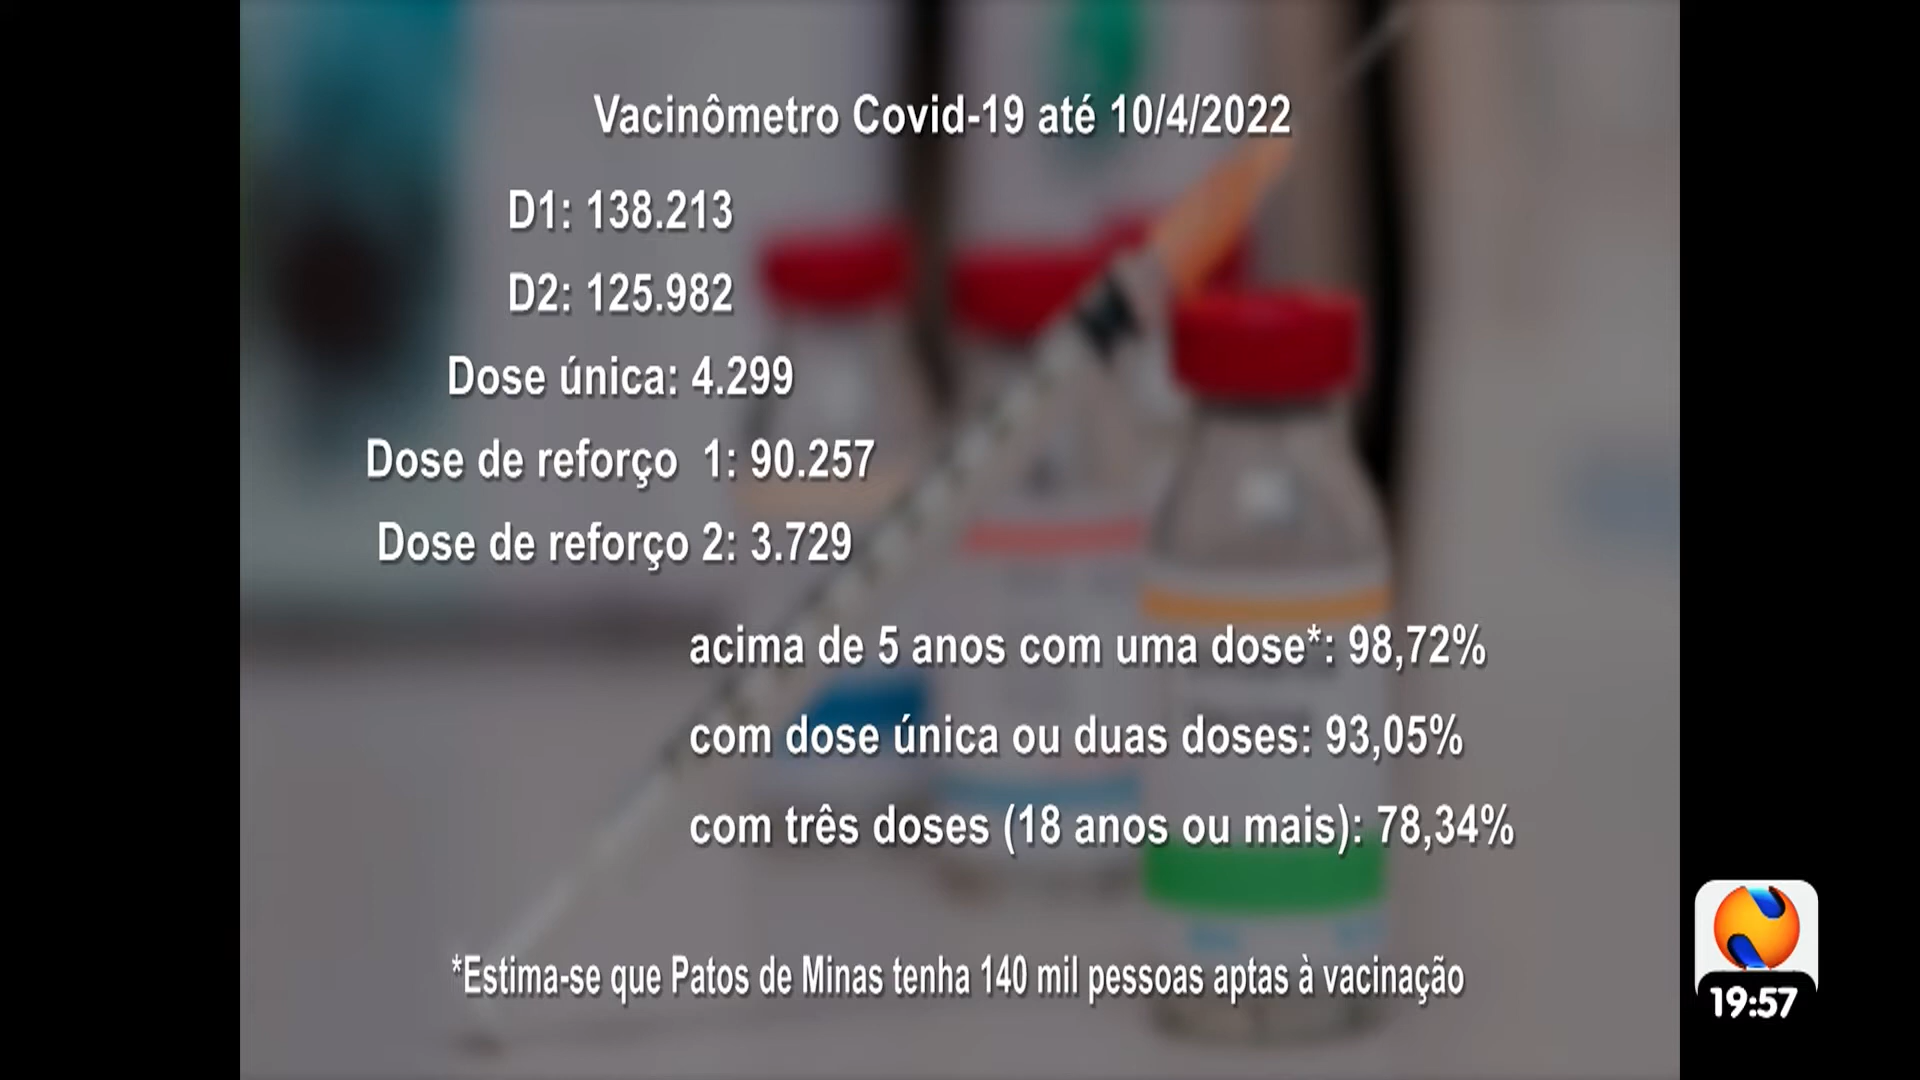 Vacinômetro Covid-19 até 10/4/2022
D1: 138.213
D2: 125.982
Dose única: 4.299
Dose de reforço  1: 90.257
Dose de reforço 2: 3.729
acima de 5 anos com uma dose*: 98,72%
com dose única ou duas doses: 93,05%
com três doses (18 anos ou mais): 78,34%
*Estima-se que Patos de Minas tenha 140 mil pessoas aptas à vacinação
19:57